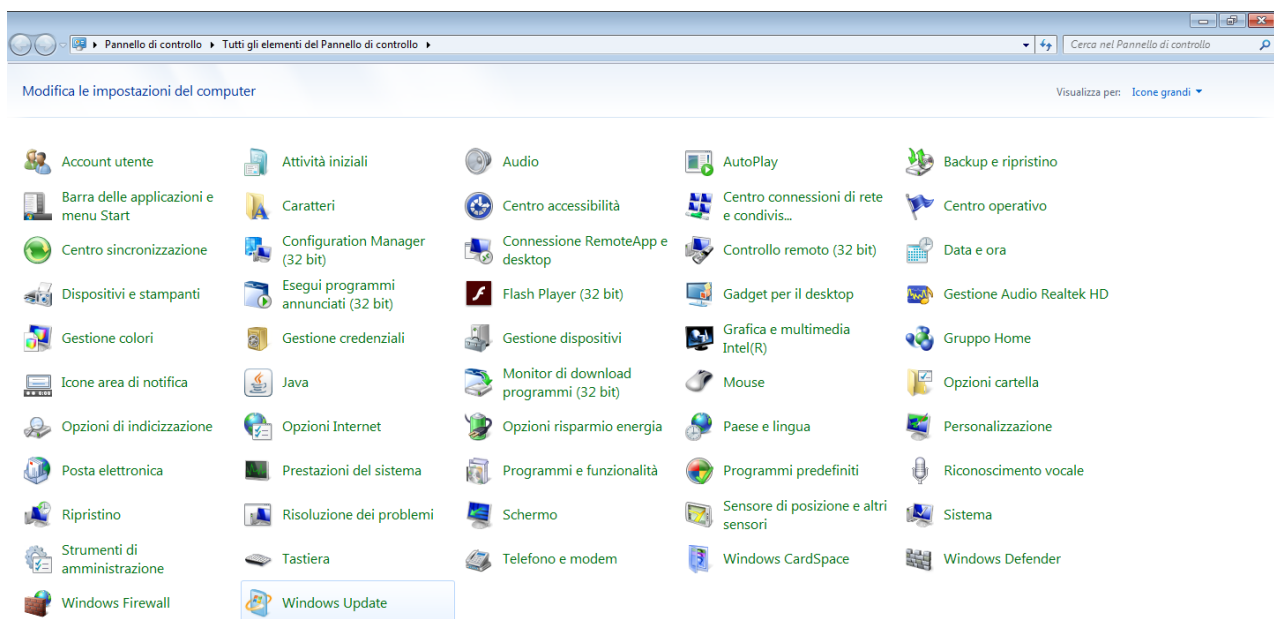 Pannello di controllo Tutti gli elementi del Pannello di controllo Cerca nel Pannello di controllo
Modifica le impostazioni del computer Visualizza per: Icone grandi
Account utente
Attività iniziali
Audio
AutoPlay
Backup e ripristino
Barra delle applicazioni e
menu Start
Caratteri
Centro accessibilità
Centro connessioni di rete
e condivis...
Centro operativo
Centro sincronizzazione
Configuration Manager
(32 bit)
Connessione RemoteApp e
desktop
Controllo remoto (32 bit)
Data e ora
Dispositivi e stampanti
Esegui programmi
annunciati (32 bit)
Flash Player (32 bit)
Gadget per il desktop
Gestione Audio Realtek HD
Gestione colori
Gestione credenziali
Gestione dispositivi
Grafica e multimedia
Intel(R)
Gruppo Home
Icone area di notifica
Java
Monitor di download
programmi (32 bit)
Mouse
Opzioni cartella
Opzioni di indicizzazione
Opzioni Internet
Opzioni risparmio energia
Paese e lingua
Personalizzazione
Posta elettronica
Prestazioni del sistema
Programmi e funzionalità
Programmi predefiniti
Riconoscimento vocale
Ripristino
Risoluzione dei problemi
Schermo
Sensore di posizione e altri
sensori
Sistema
Strumenti di
amministrazione
Tastiera
Telefono e modem
Windows CardSpace
Windows Defender
Windows Firewall
Windows Update